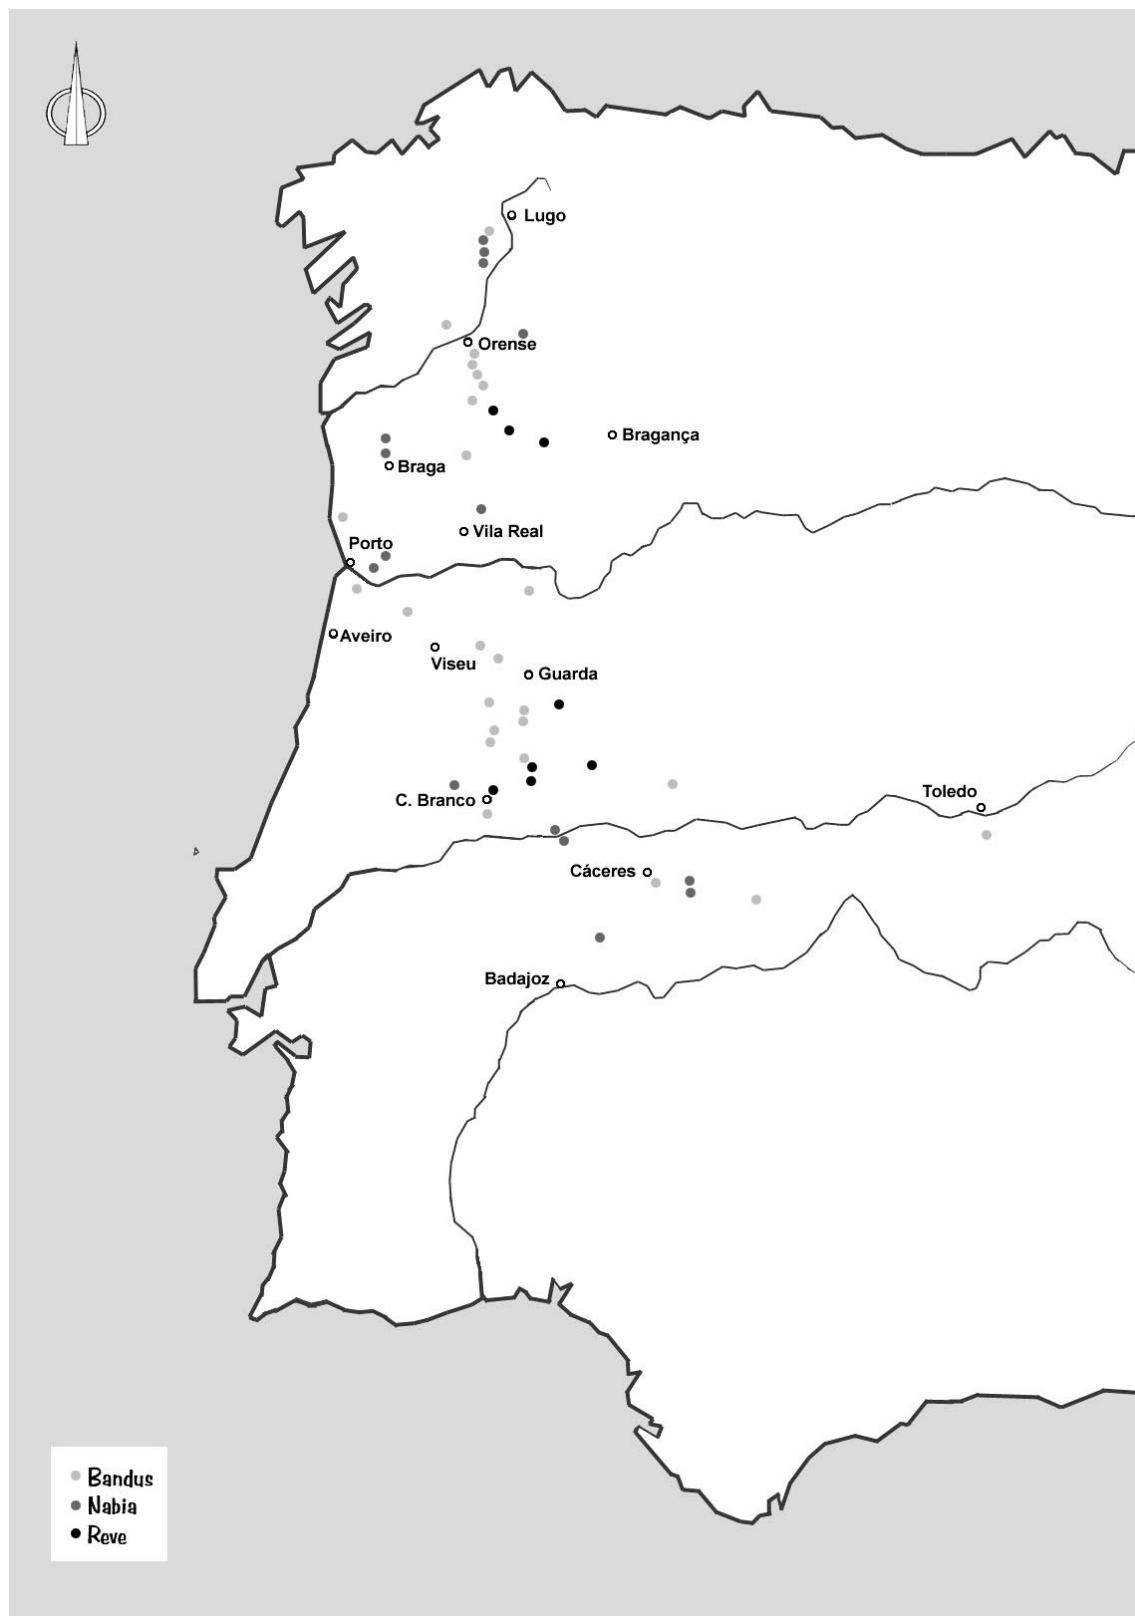 Lugo
Orense
Bragança
Braga
Vila Real
Porto
Aveiro
Viseu
Guarda
C. Branco
Toledo
Cáceres
Badajoz
Bandus
Nabia
Reve